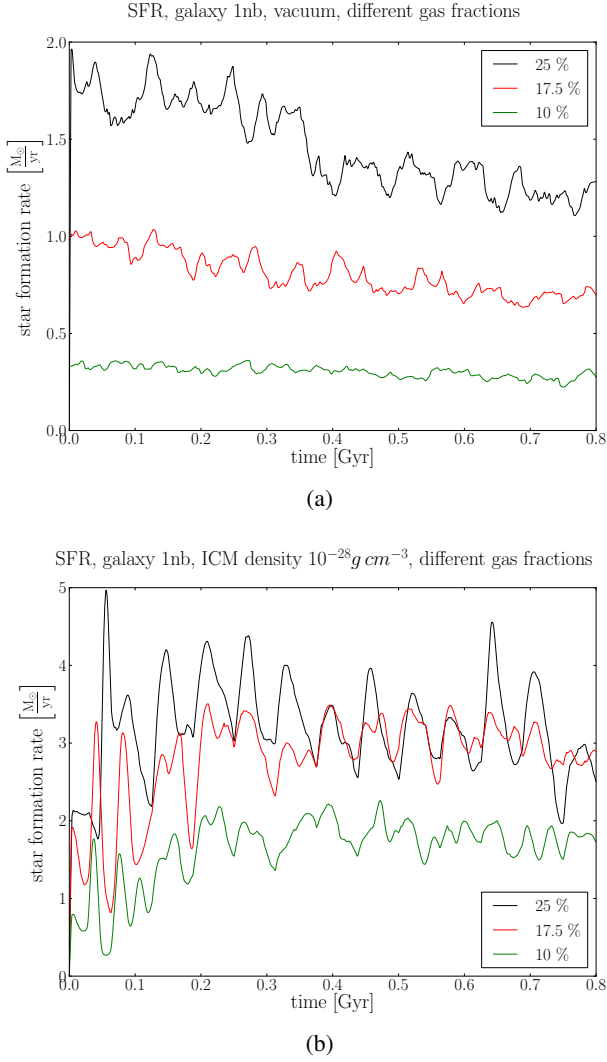 SFR, galaxy 1nb, vacuum, different gas fractions
2.0
1.5
1.0
0.5
0.0
star formation rate [M⊙/yr]
25 %
17.5 %
10 %
0.0 0.1 0.2 0.3 0.4 0.5 0.6 0.7 0.8
time [Gyr]
(a)
SFR, galaxy 1nb, ICM density 10⁻²⁸g cm⁻³, different gas fractions
5
4
3
2
1
0
star formation rate [M⊙/yr]
25 %
17.5 %
10 %
0.0 0.1 0.2 0.3 0.4 0.5 0.6 0.7 0.8
time [Gyr]
(b)